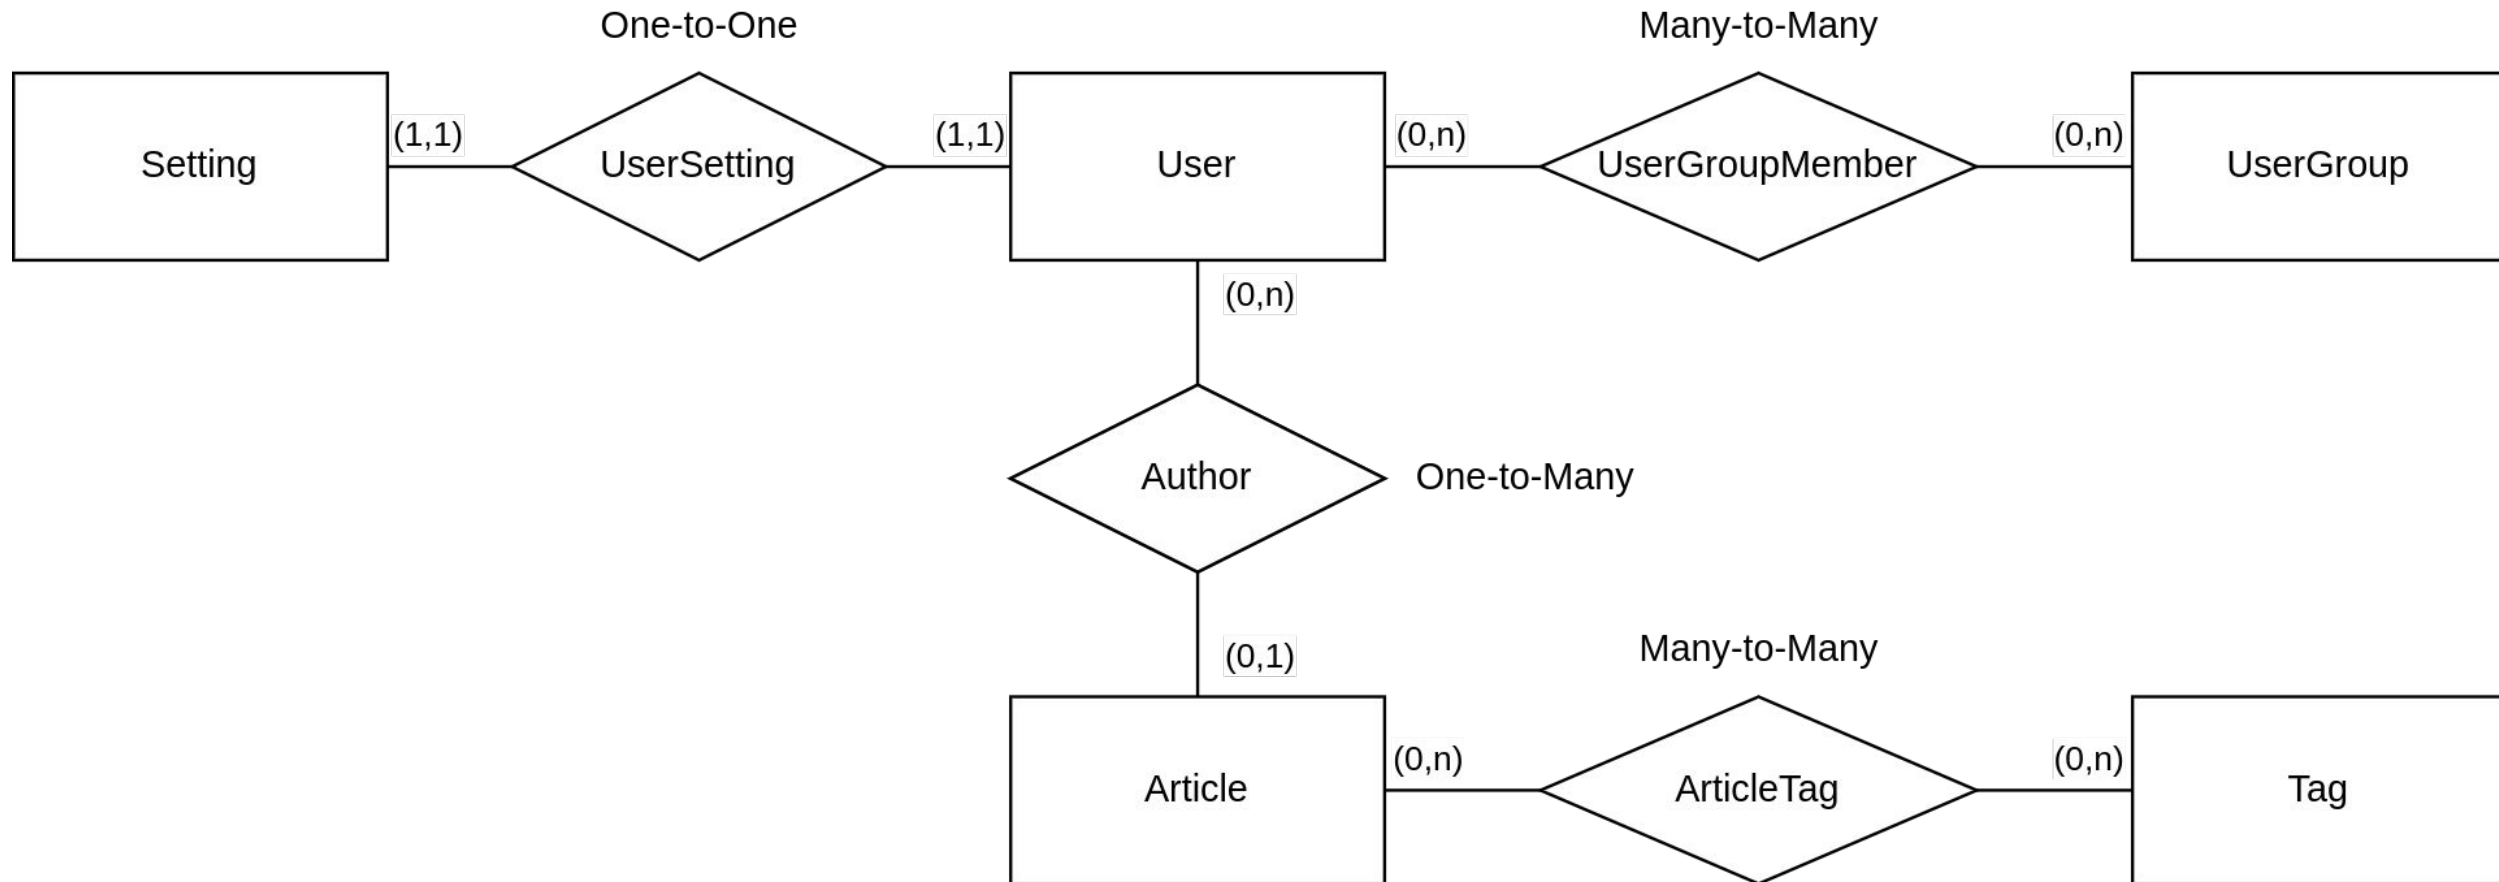 One-to-One
Many-to-Many
Setting
(1,1)
UserSetting
(1,1)
User
(0,n)
UserGroupMember
(0,n)
UserGroup
(0,n)
Author
One-to-Many
(0,1)
Many-to-Many
Article
(0,n)
ArticleTag
(0,n)
Tag